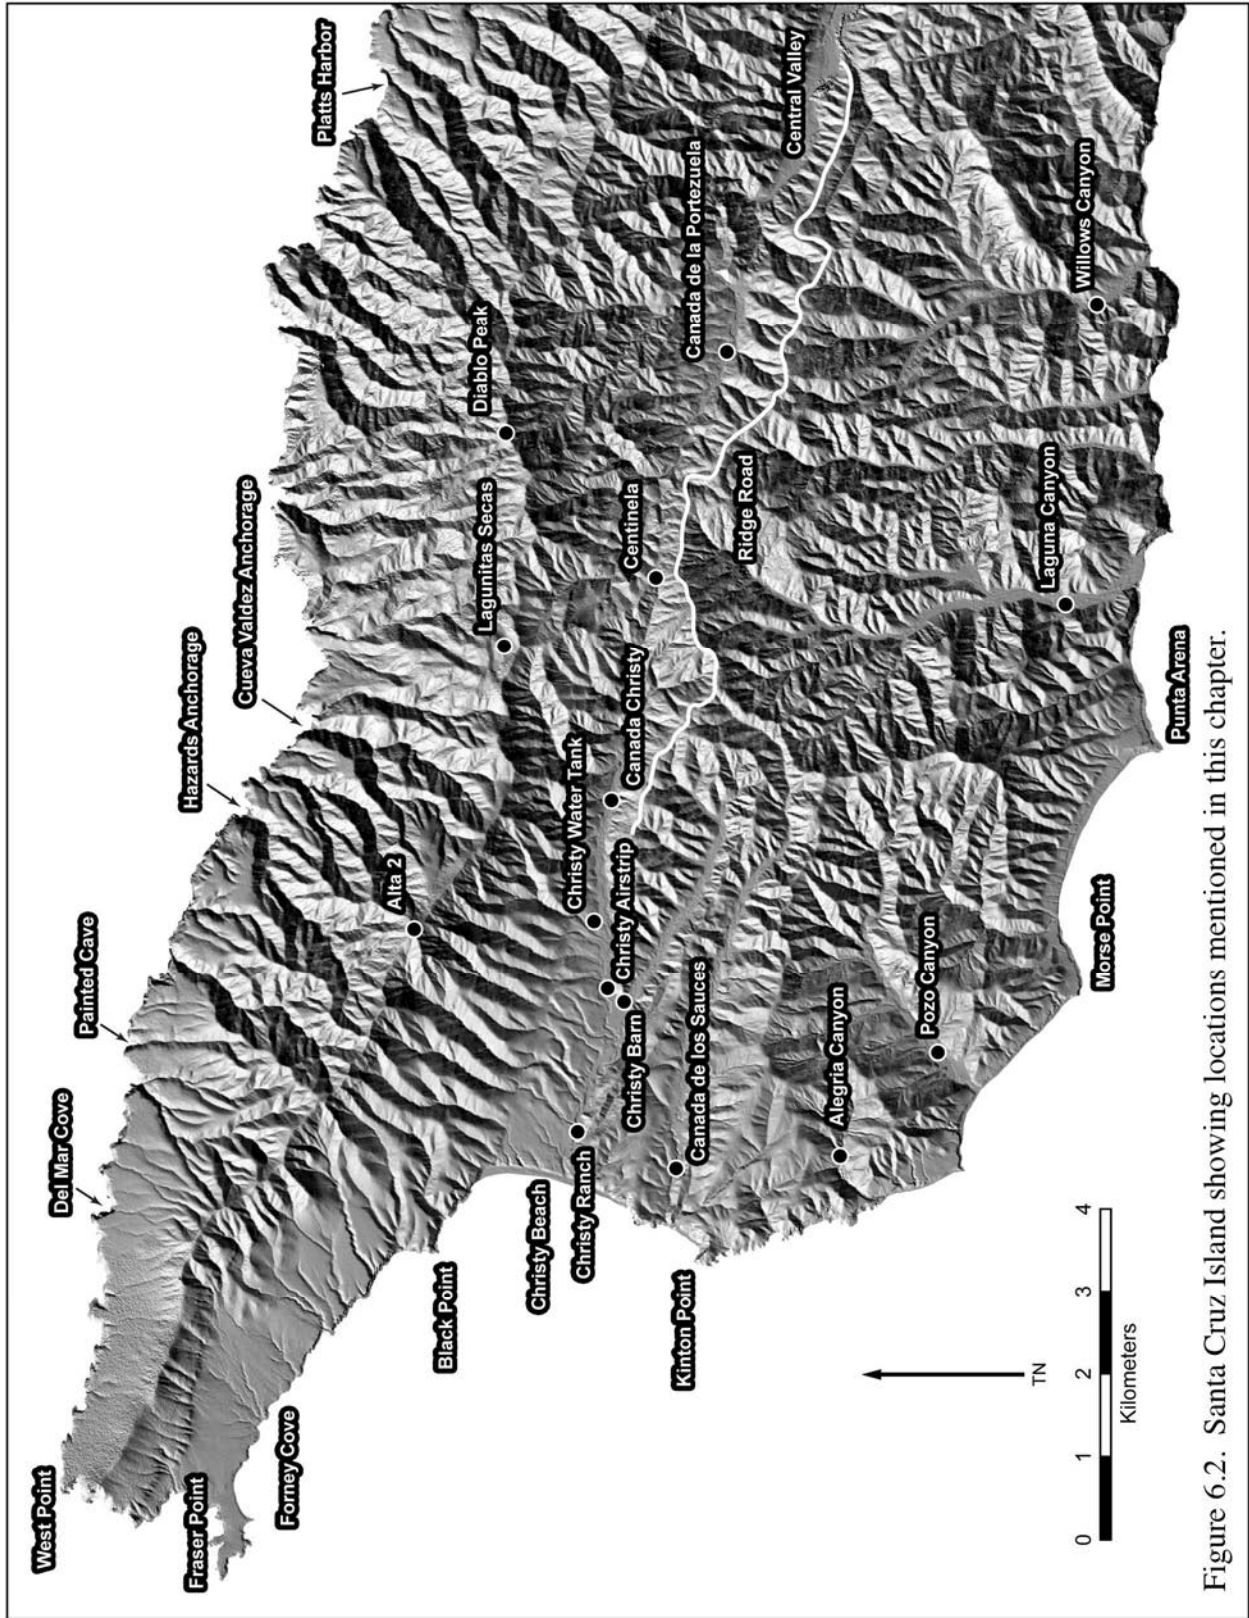 West Point
Fraser Point
Forney Cove
Del Mar Cove
Painted Cave
Hazards Anchorage
Cueva Valdez Anchorage
Platts Harbor
Black Point
Alta 2
Lagunitas Secas
Diablo Peak
Christy Beach
Christy Ranch
Christy Water Tank
Christy Airstrip
Christy Barn
Canada Christy
Centinela
Canada de la Portezuela
Central Valley
Kinton Point
Canada de los Sauces
Ridge Road
Alegria Canyon
Pozo Canyon
Laguna Canyon
Willows Canyon
Morse Point
Punta Arena
TN
0 1 2 3 4
Kilometers
Figure 6.2. Santa Cruz Island showing locations mentioned in this chapter.